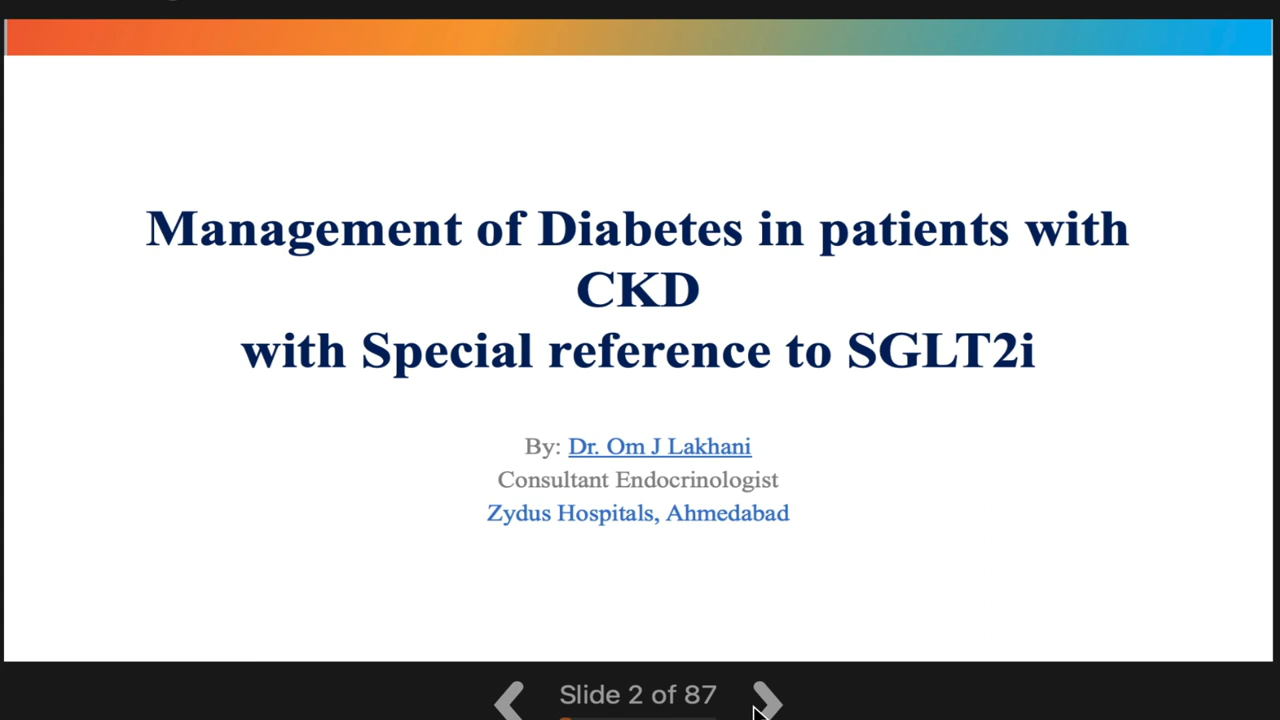 Management of Diabetes in patients with
CKD
with Special reference to SGLT2i
By: Dr. Om J Lakhani
Consultant Endocrinologist
Zydus Hospitals, Ahmedabad
Slide 2 of 87